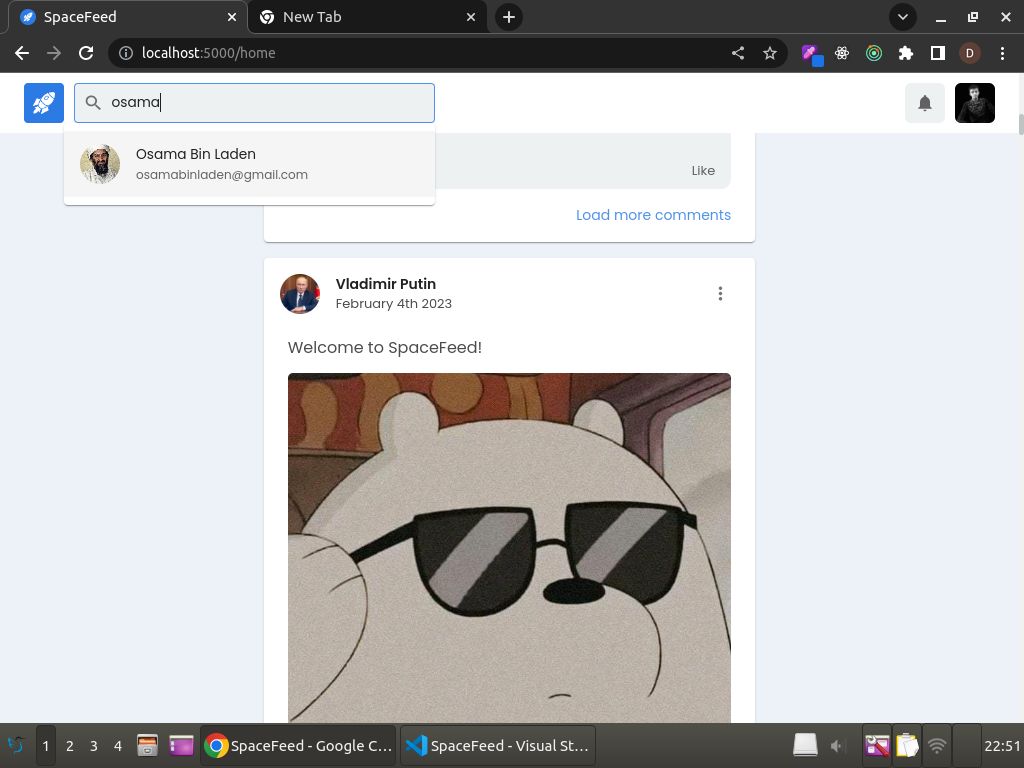 SpaceFeed
New Tab
localhost:5000/home
D
osama
Osama Bin Laden
osamabinladen@gmail.com
Like
Load more comments
Vladimir Putin
February 4th 2023
Welcome to SpaceFeed!
1 2 3 4 SpaceFeed - Google C... SpaceFeed - Visual St... 22:51